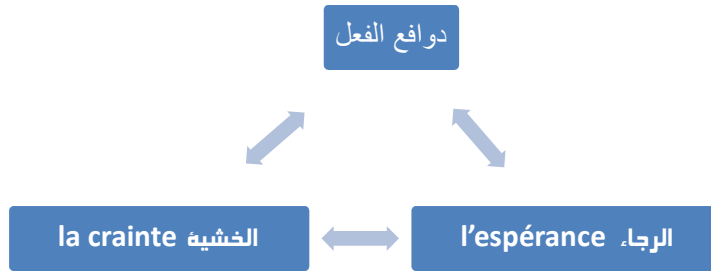 دوافع الفعل
la crainte الخشية
l’espérance الرجاء